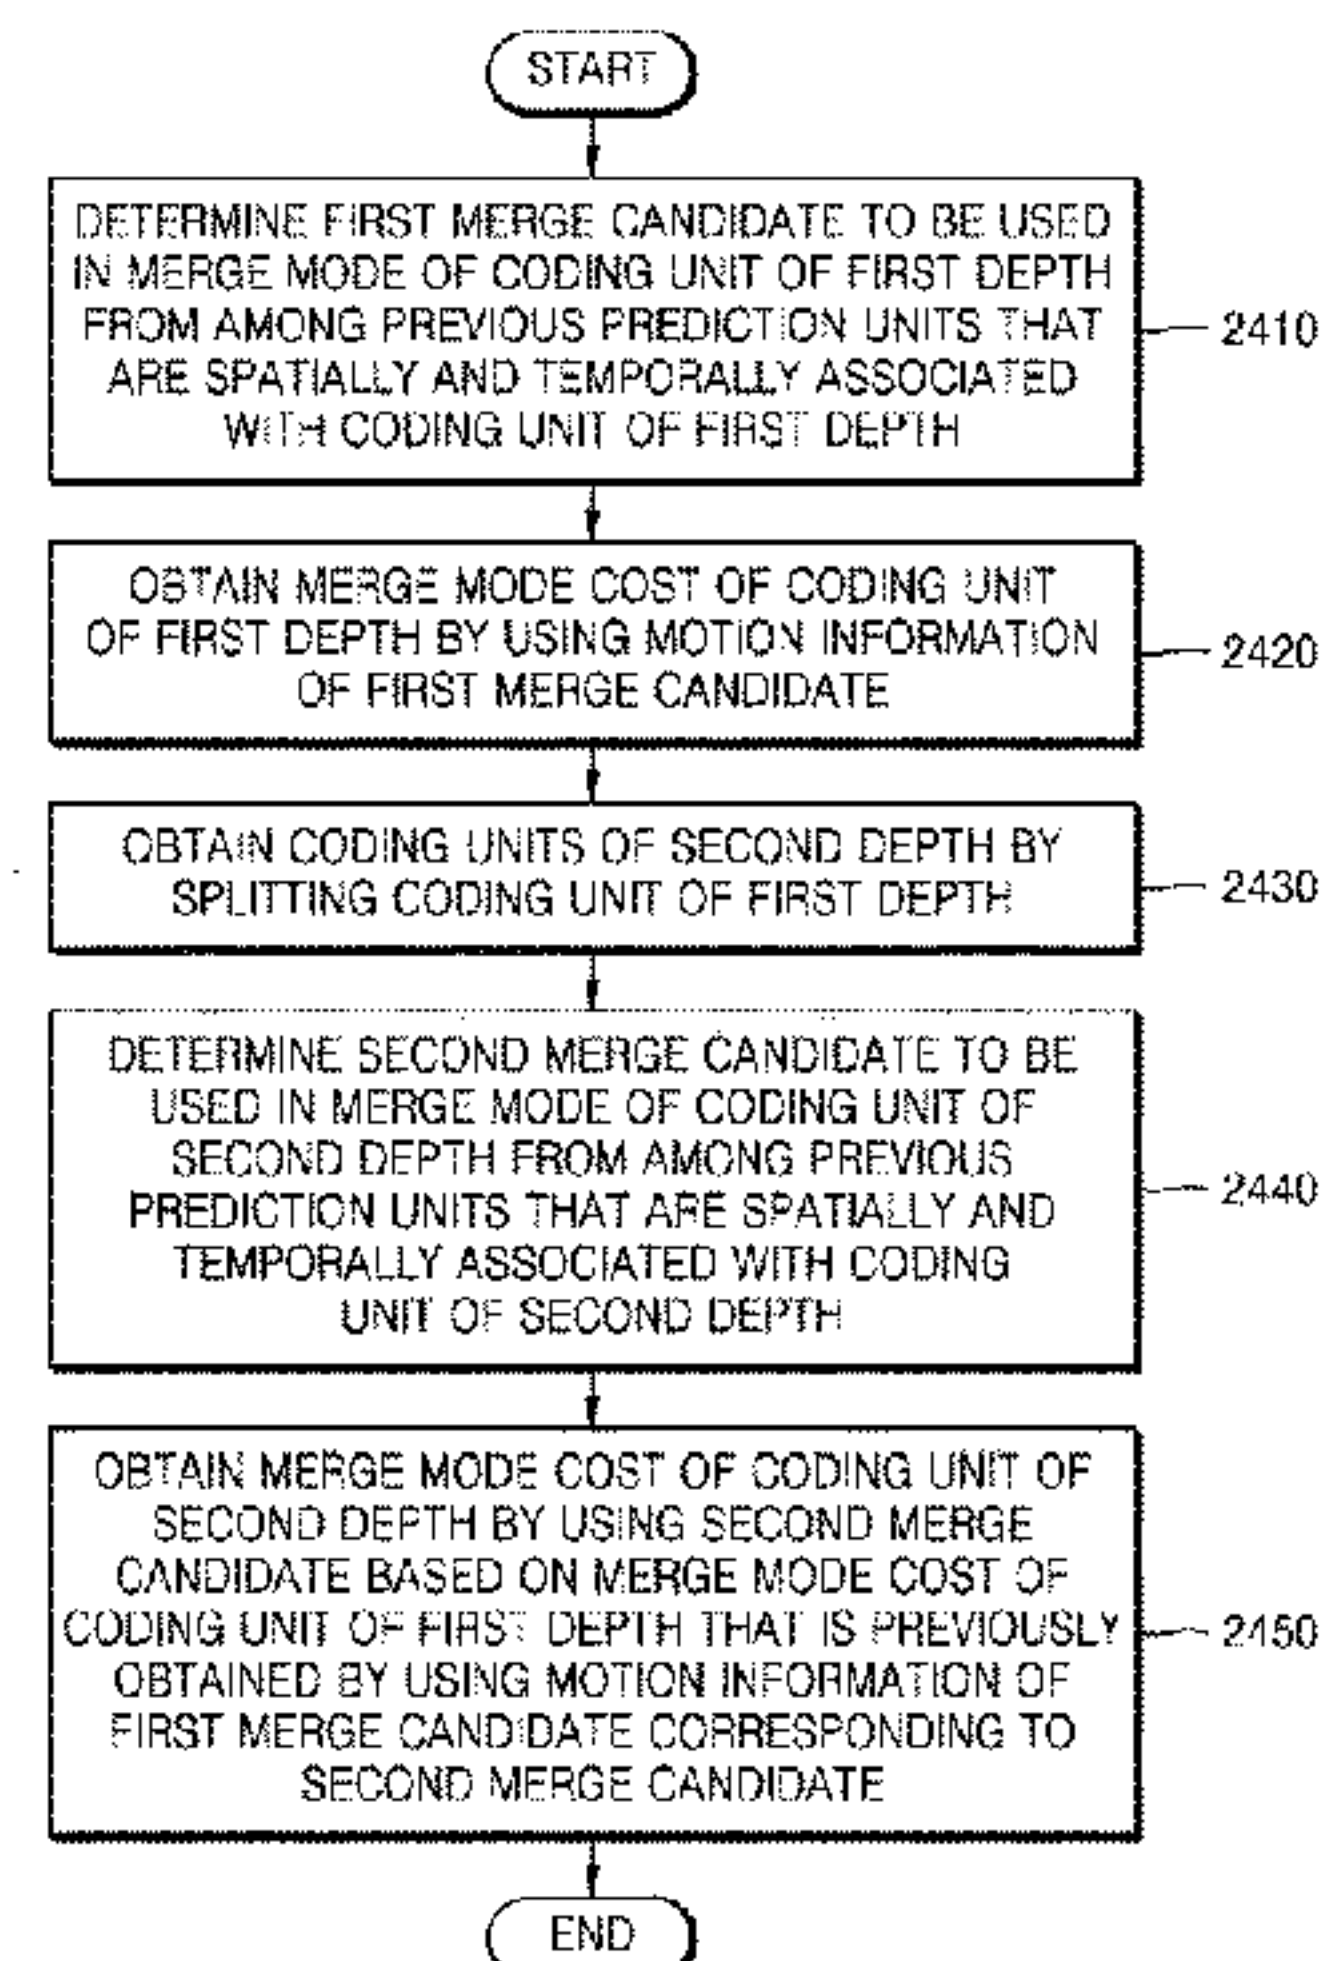 START
DETERMINE FIRST MERGE CANDIDATE TO BE USED
IN MERGE MODE OF CODING UNIT OF FIRST DEPTH
FROM AMONG PREVIOUS PREDICTION UNITS THAT
ARE SPATIALLY AND TEMPORALLY ASSOCIATED
WITH CODING UNIT OF FIRST DEPTH
2410
OBTAIN MERGE MODE COST OF CODING UNIT
OF FIRST DEPTH BY USING MOTION INFORMATION
OF FIRST MERGE CANDIDATE
2420
OBTAIN CODING UNITS OF SECOND DEPTH BY
SPLITTING CODING UNIT OF FIRST DEPTH
2430
DETERMINE SECOND MERGE CANDIDATE TO BE
USED IN MERGE MODE OF CODING UNIT OF
SECOND DEPTH FROM AMONG PREVIOUS
PREDICTION UNITS THAT ARE SPATIALLY AND
TEMPORALLY ASSOCIATED WITH CODING
UNIT OF SECOND DEPTH
2440
OBTAIN MERGE MODE COST OF CODING UNIT OF
SECOND DEPTH BY USING SECOND MERGE
CANDIDATE BASED ON MERGE MODE COST OF
CODING UNIT OF FIRST DEPTH THAT IS PREVIOUSLY
OBTAINED BY USING MOTION INFORMATION OF
FIRST MERGE CANDIDATE CORRESPONDING TO
SECOND MERGE CANDIDATE
2450
END